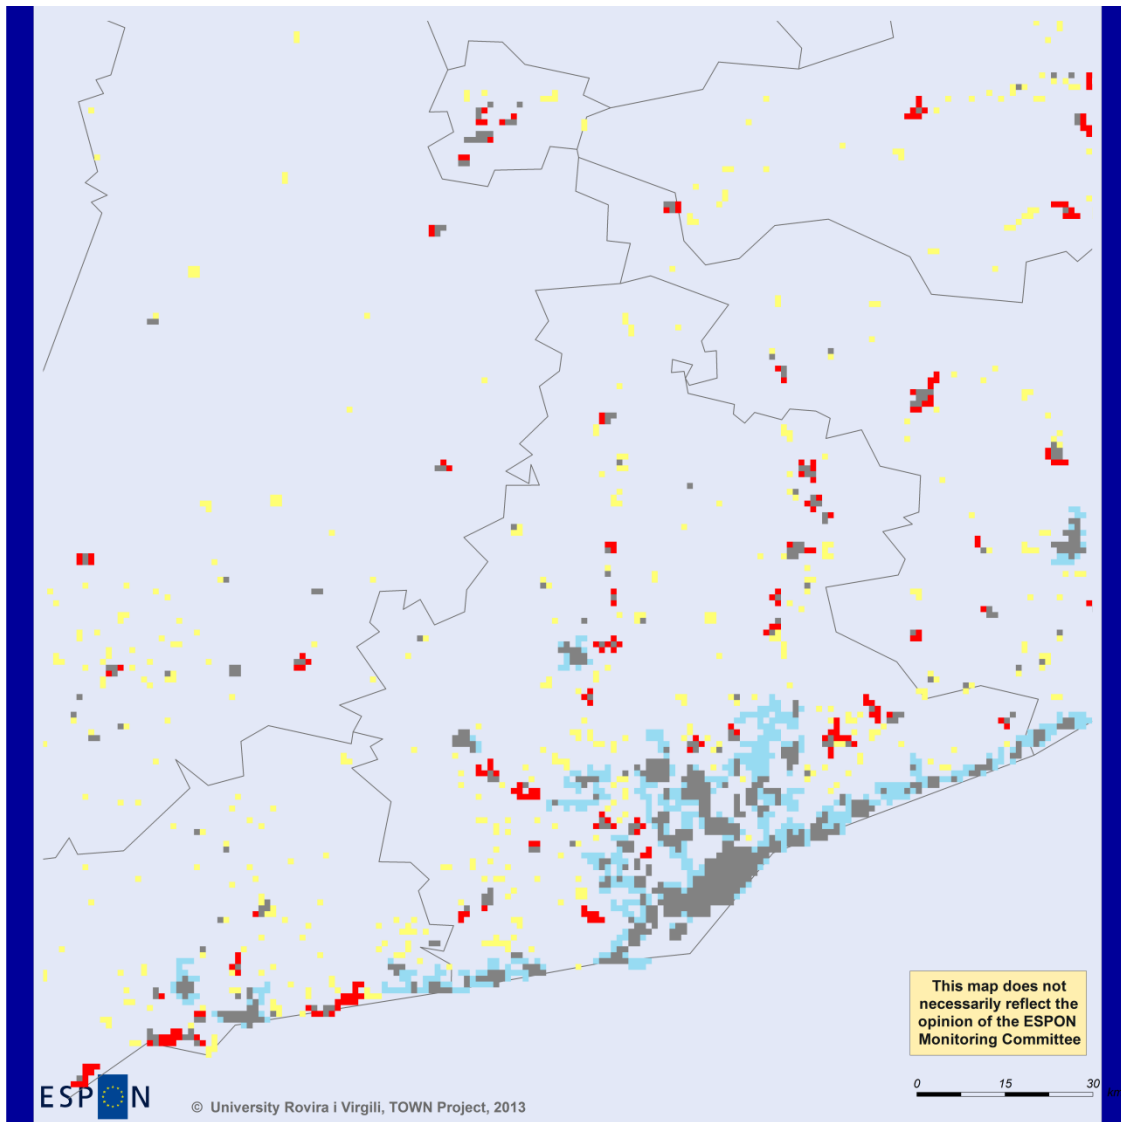 This map does not
necessarily reflect the
opinion of the ESPON
Monitoring Committee
0 15 30
km
ESPON
© University Rovira i Virgili, TOWN Project, 2013